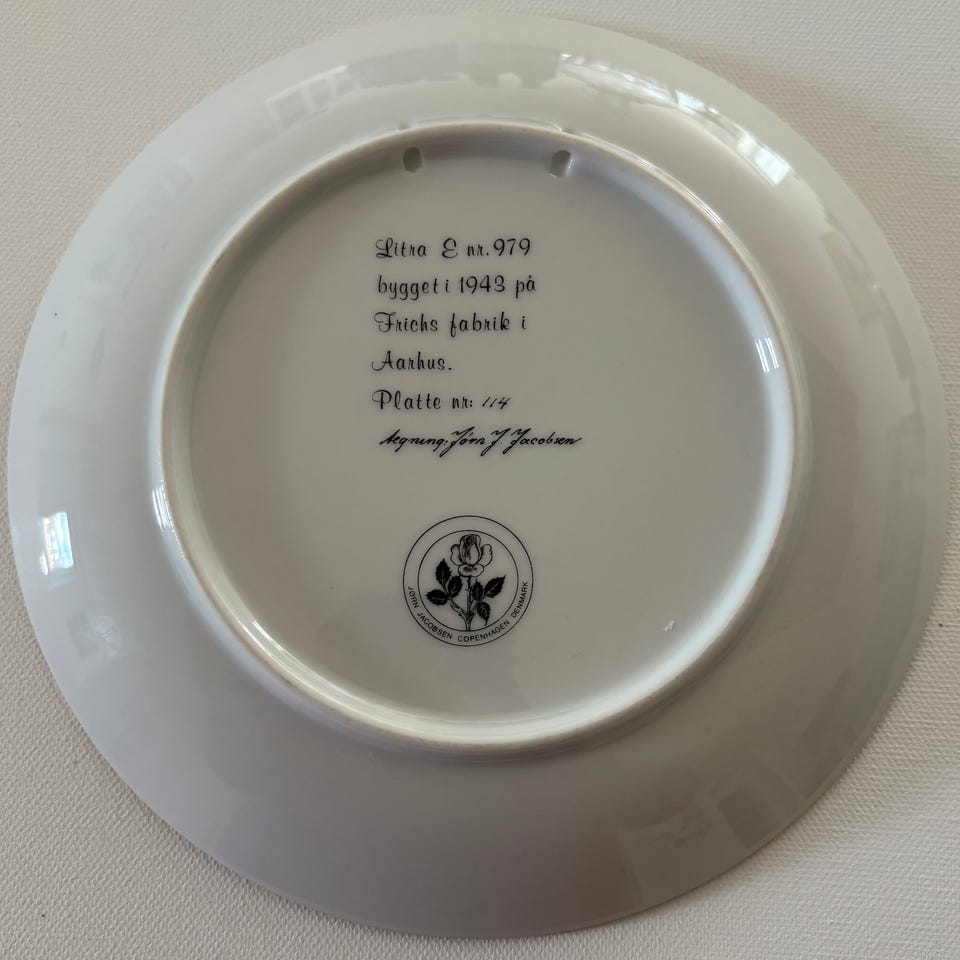 Litra E nr. 979
bygget i 1943 på
Frichs fabrik i
Aarhus.
Platte nr: 114
tegning: Jørn J. Jacobsen
JØRN JACOBSEN COPENHAGEN DENMARK